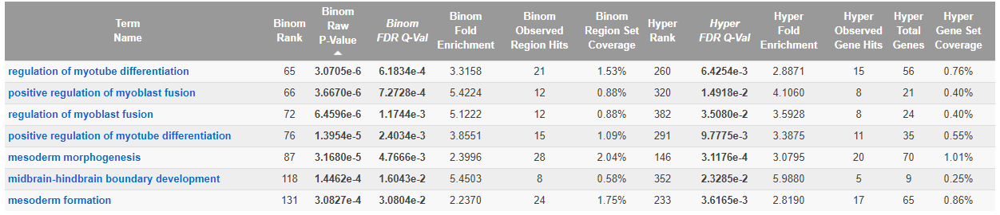 Term Name Binom Rank Binom Raw P-Value Binom FDR Q-Val Binom Fold Enrichment Binom Observed Region Hits Binom Region Set Coverage Hyper Rank Hyper FDR Q-Val Hyper Fold Enrichment Hyper Observed Gene Hits Hyper Total Genes Hyper Gene Set Coverage
regulation of myotube differentiation 65 3.0705e-6 6.1834e-4 3.3158 21 1.53% 260 6.4254e-3 2.8871 15 56 0.76%
positive regulation of myoblast fusion 66 3.6670e-6 7.2728e-4 5.4224 12 0.88% 320 1.4918e-2 4.1060 8 21 0.40%
regulation of myoblast fusion 72 6.4596e-6 1.1744e-3 5.1222 12 0.88% 382 3.5080e-2 3.5928 8 24 0.40%
positive regulation of myotube differentiation 76 1.3954e-5 2.4034e-3 3.8551 15 1.09% 291 9.7775e-3 3.3875 11 35 0.55%
mesoderm morphogenesis 87 3.1680e-5 4.7666e-3 2.3996 28 2.04% 146 3.1176e-4 3.0795 20 70 1.01%
midbrain-hindbrain boundary development 118 1.4462e-4 1.6043e-2 5.4503 8 0.58% 352 2.3285e-2 5.9880 5 9 0.25%
mesoderm formation 131 3.0827e-4 3.0804e-2 2.2370 24 1.75% 233 3.6165e-3 2.8190 17 65 0.86%